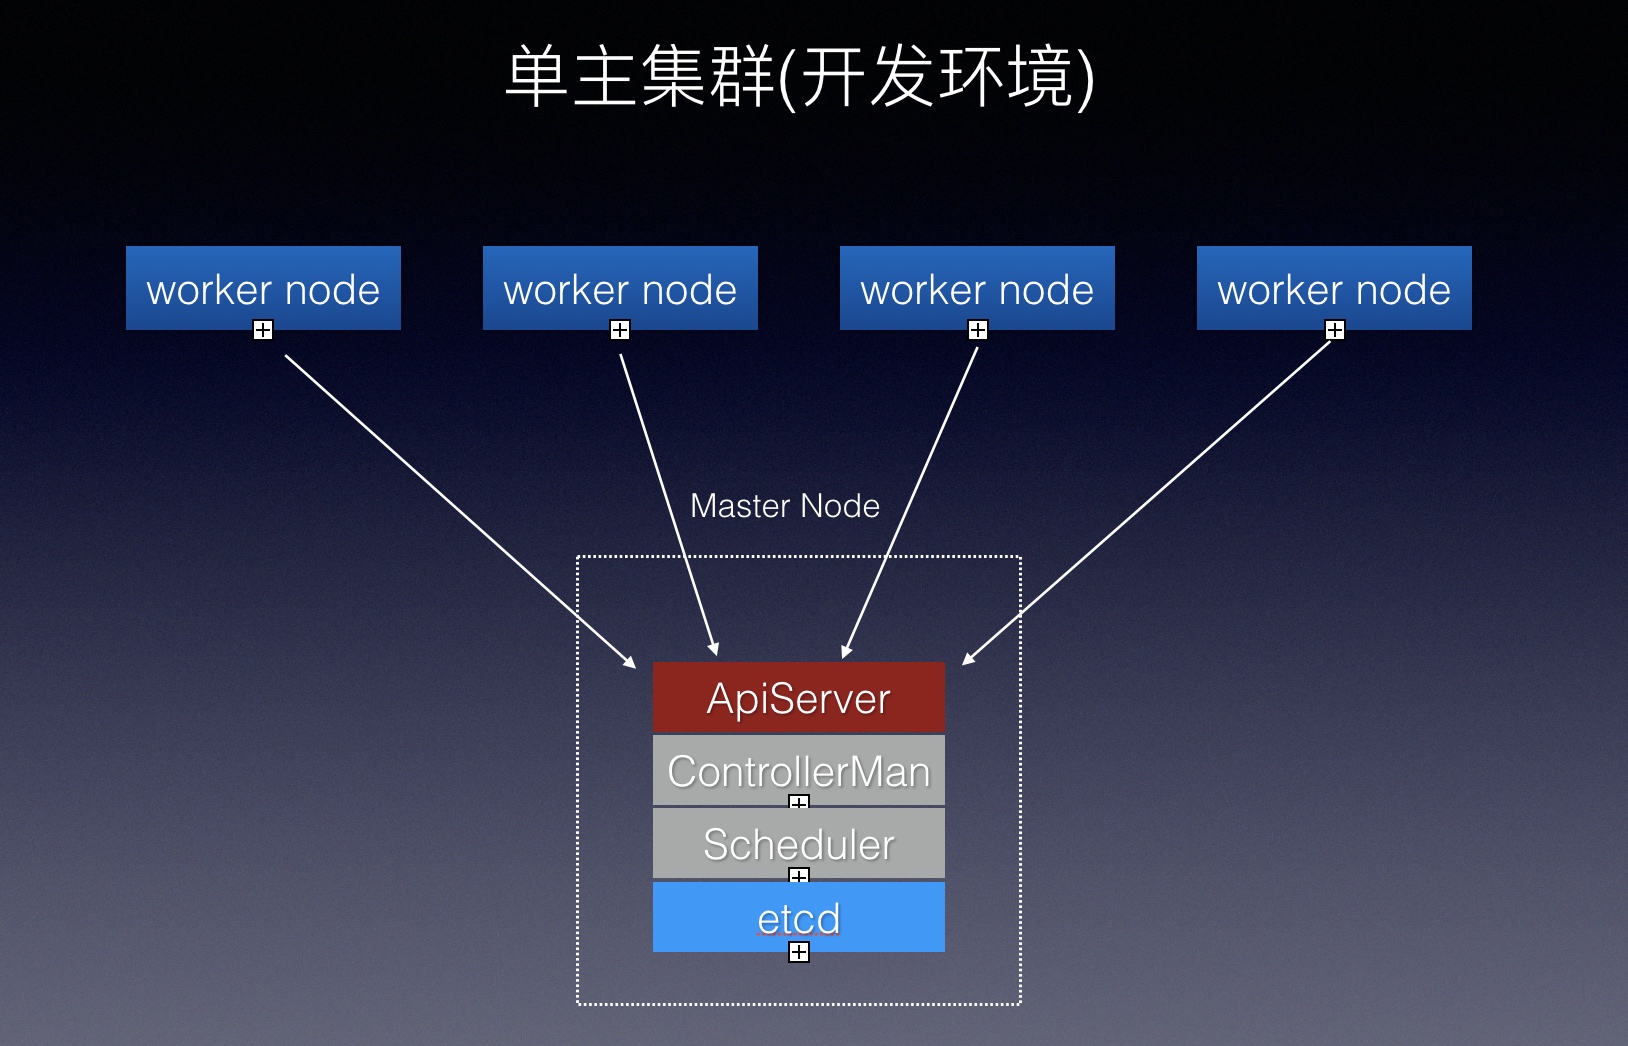 单主集群(开发环境)
worker node
worker node
worker node
worker node
Master Node
ApiServer
ControllerMan
Scheduler
etcd